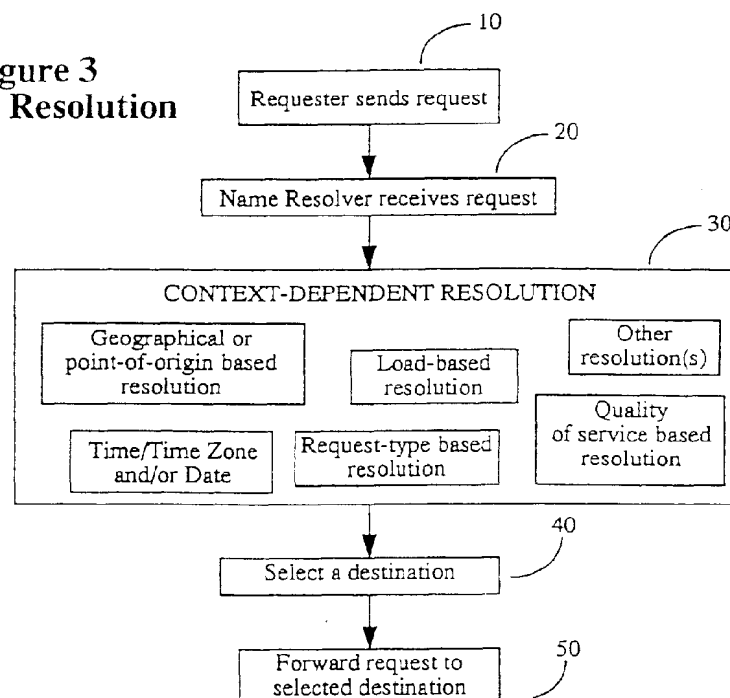 gure 3
Resolution
10
Requester sends request
20
Name Resolver receives request
30
CONTEXT-DEPENDENT RESOLUTION
Geographical or
point-of-origin based
resolution
Load-based
resolution
Other
resolution(s)
Time/Time Zone
and/or Date
Request-type based
resolution
Quality
of service based
resolution
40
Select a destination
50
Forward request to
selected destination